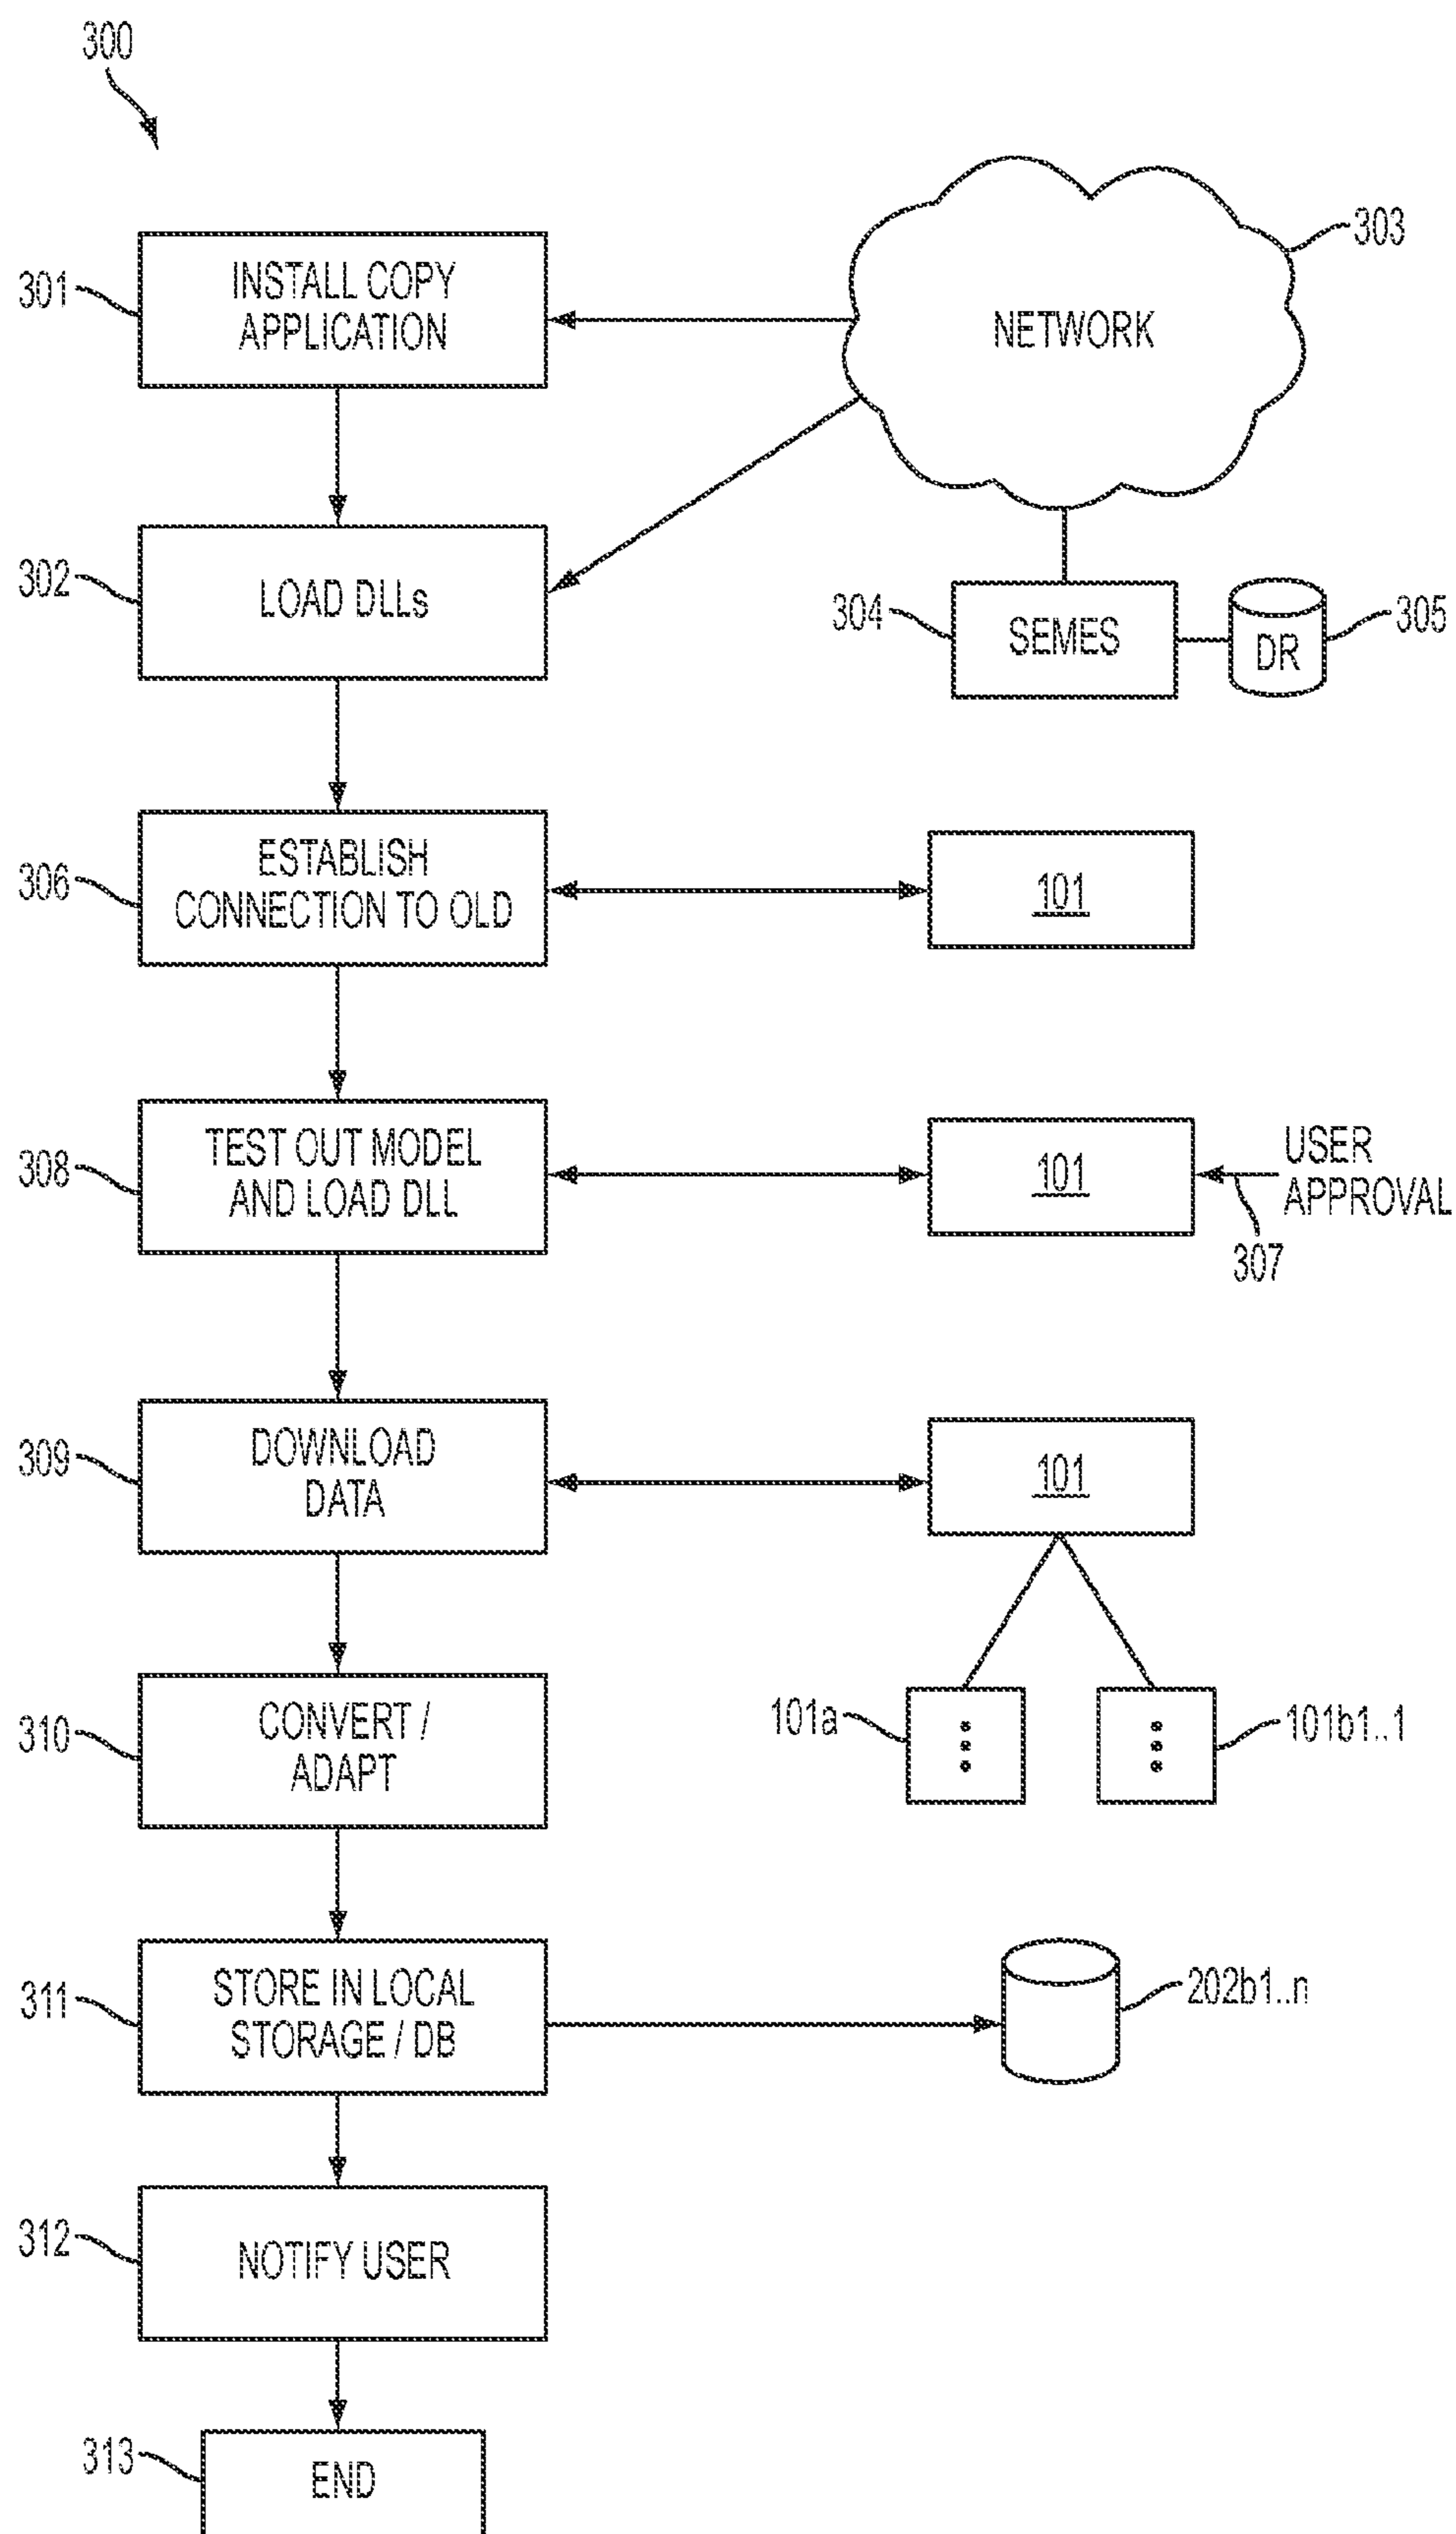 300
301
INSTALL COPY
APPLICATION
NETWORK
303
302
LOAD DLLs
304
SEMES
DR
305
306
ESTABLISH
CONNECTION TO OLD
101
308
TEST OUT MODEL
AND LOAD DLL
101
USER
APPROVAL
307
309
DOWNLOAD
DATA
101
310
CONVERT /
ADAPT
101a
101b1..1
311
STORE IN LOCAL
STORAGE / DB
202b1..n
312
NOTIFY USER
313
END